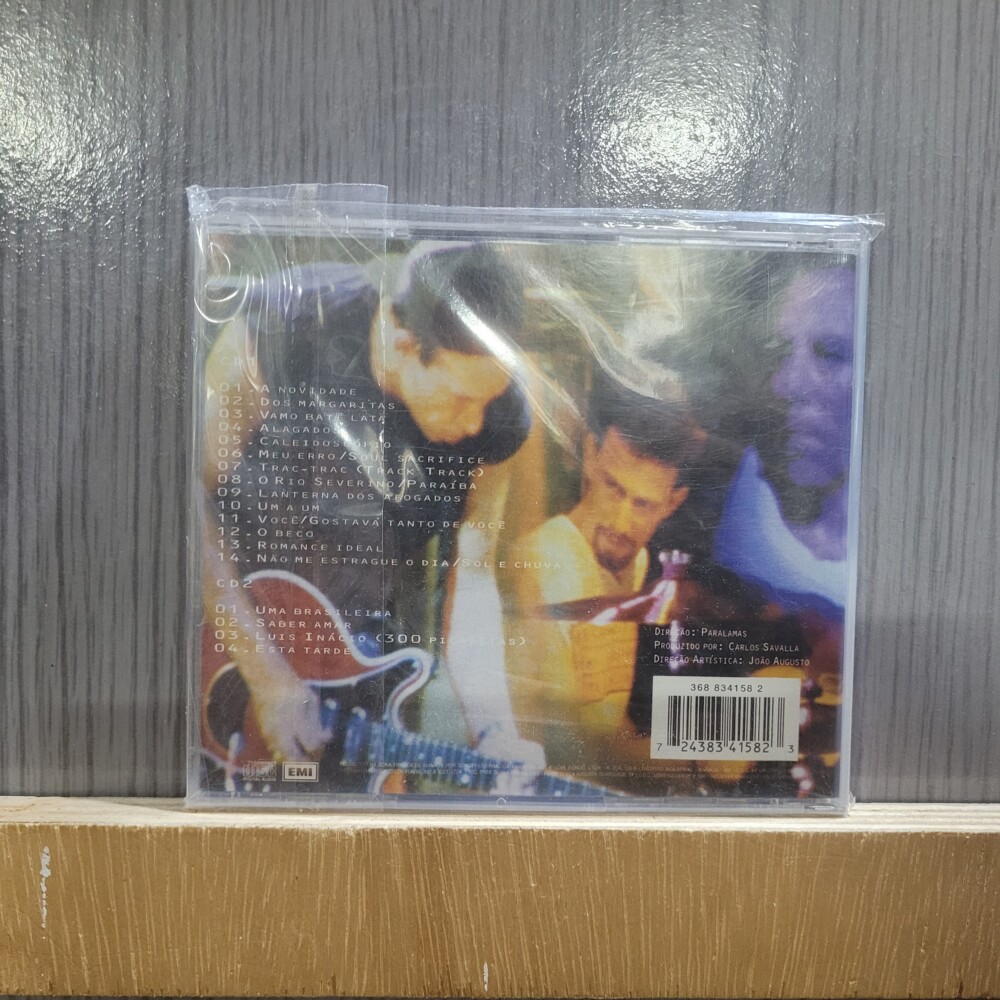 CD1
01. A NOVIDADE
02. DOS MARGARITAS
03. VAMO BATÊ LATA
04. ALAGADOS
05. CALEIDOSCÓPIO
06. MEU ERRO/SOUL SACRIFICE
07. TRAC-TRAC (TRACK TRACK)
08. O RIO SEVERINO/PARAÍBA
09. LANTERNA DOS AFOGADOS
10. UM A UM
11. VOCÊ/GOSTAVA TANTO DE VOCÊ
12. O BECO
13. ROMANCE IDEAL
14. NÃO ME ESTRAGUE O DIA/SOL E CHUVA
CD2
01. UMA BRASILEIRA
02. SABER AMAR
03. LUIS INÁCIO (300 PICARETAS)
04. ESTA TARDE
DIREÇÃO: PARALAMAS
PRODUZIDO POR: CARLOS SAVALLA
DIREÇÃO ARTÍSTICA: JOÃO AUGUSTO
368 834158 2
7 24383 41582 3
EMI